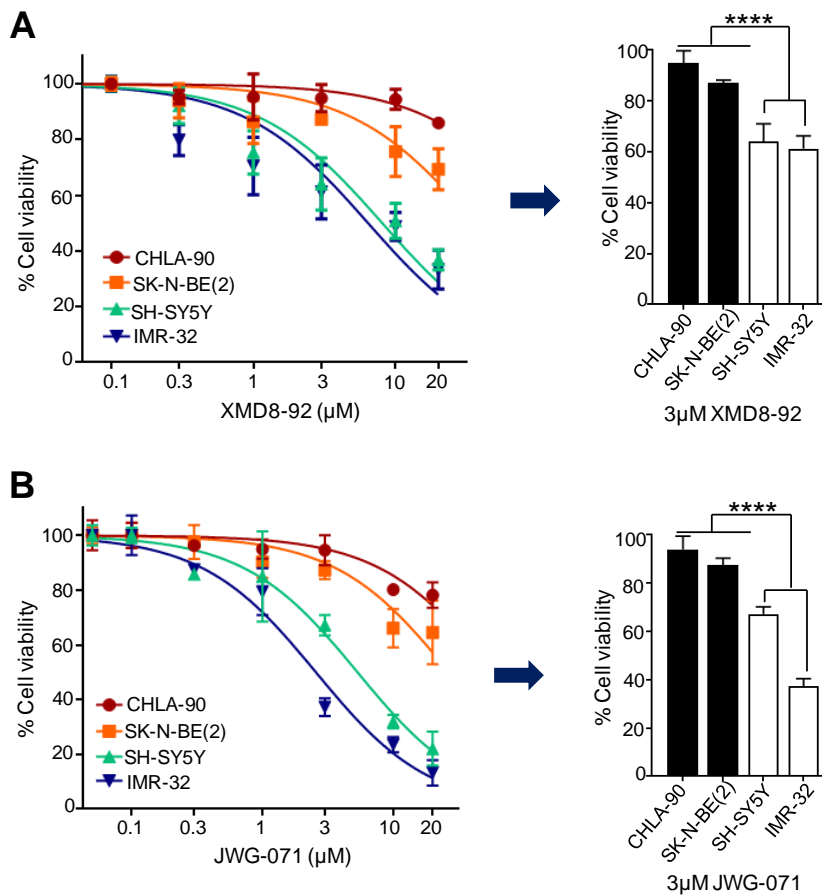 A
% Cell viability
100
80
60
40
20
0
CHLA-90
SK-N-BE(2)
SH-SY5Y
IMR-32
0.1 0.3 1 3 10 20
XMD8-92 (µM)
****
% Cell viability
100
80
60
40
20
0
CHLA-90
SK-N-BE(2)
SH-SY5Y
IMR-32
3µM XMD8-92
B
% Cell viability
100
80
60
40
20
0
CHLA-90
SK-N-BE(2)
SH-SY5Y
IMR-32
0.1 0.3 1 3 10 20
JWG-071 (µM)
****
% Cell viability
100
80
60
40
20
0
CHLA-90
SK-N-BE(2)
SH-SY5Y
IMR-32
3µM JWG-071